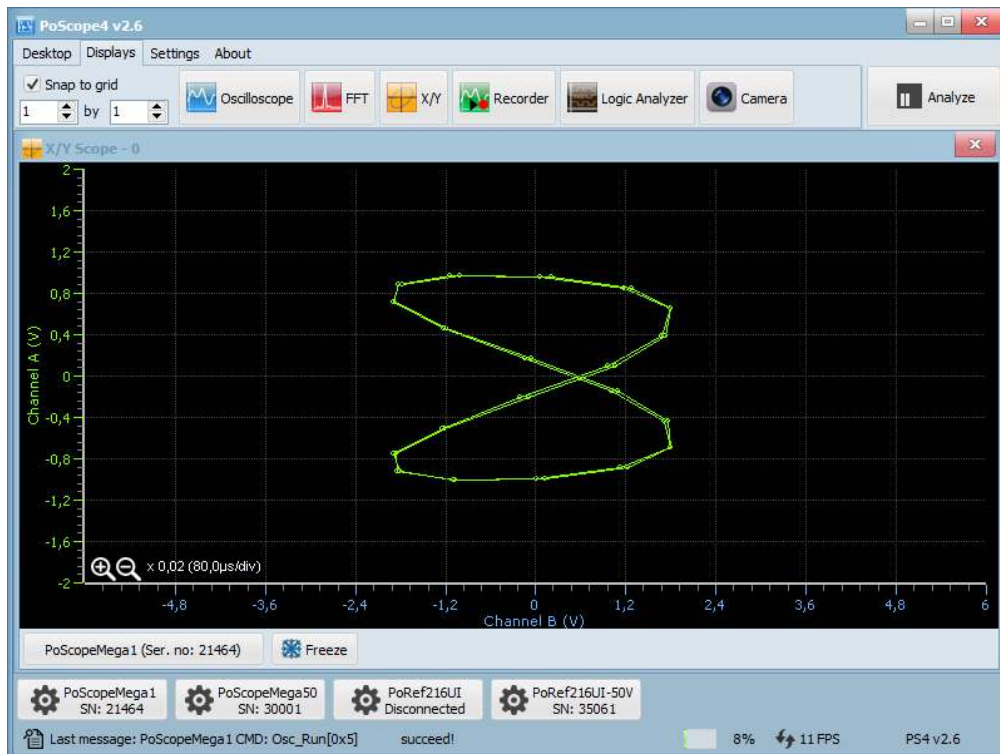 PoScope4 v2.6
Desktop Displays Settings About
Snap to grid
1 by 1
Oscilloscope FFT X/Y Recorder Logic Analyzer Camera Analyze
X/Y Scope - 0
2
1,6
1,2
0,8
0,4
0
-0,4
-0,8
-1,2
-1,6
-2
Channel A (V)
x 0,02 (80,0µs/div)
-4,8 -3,6 -2,4 -1,2 0 1,2 2,4 3,6 4,8 6
Channel B (V)
PoScopeMega1 (Ser. no: 21464) Freeze
PoScopeMega1 PoScopeMega50 PoRef216UI PoRef216UI-50V
SN: 21464 SN: 30001 Disconnected SN: 35061
Last message: PoScopeMega1 CMD: Osc_Run[0x5] succeed! 8% 11 FPS PS4 v2.6